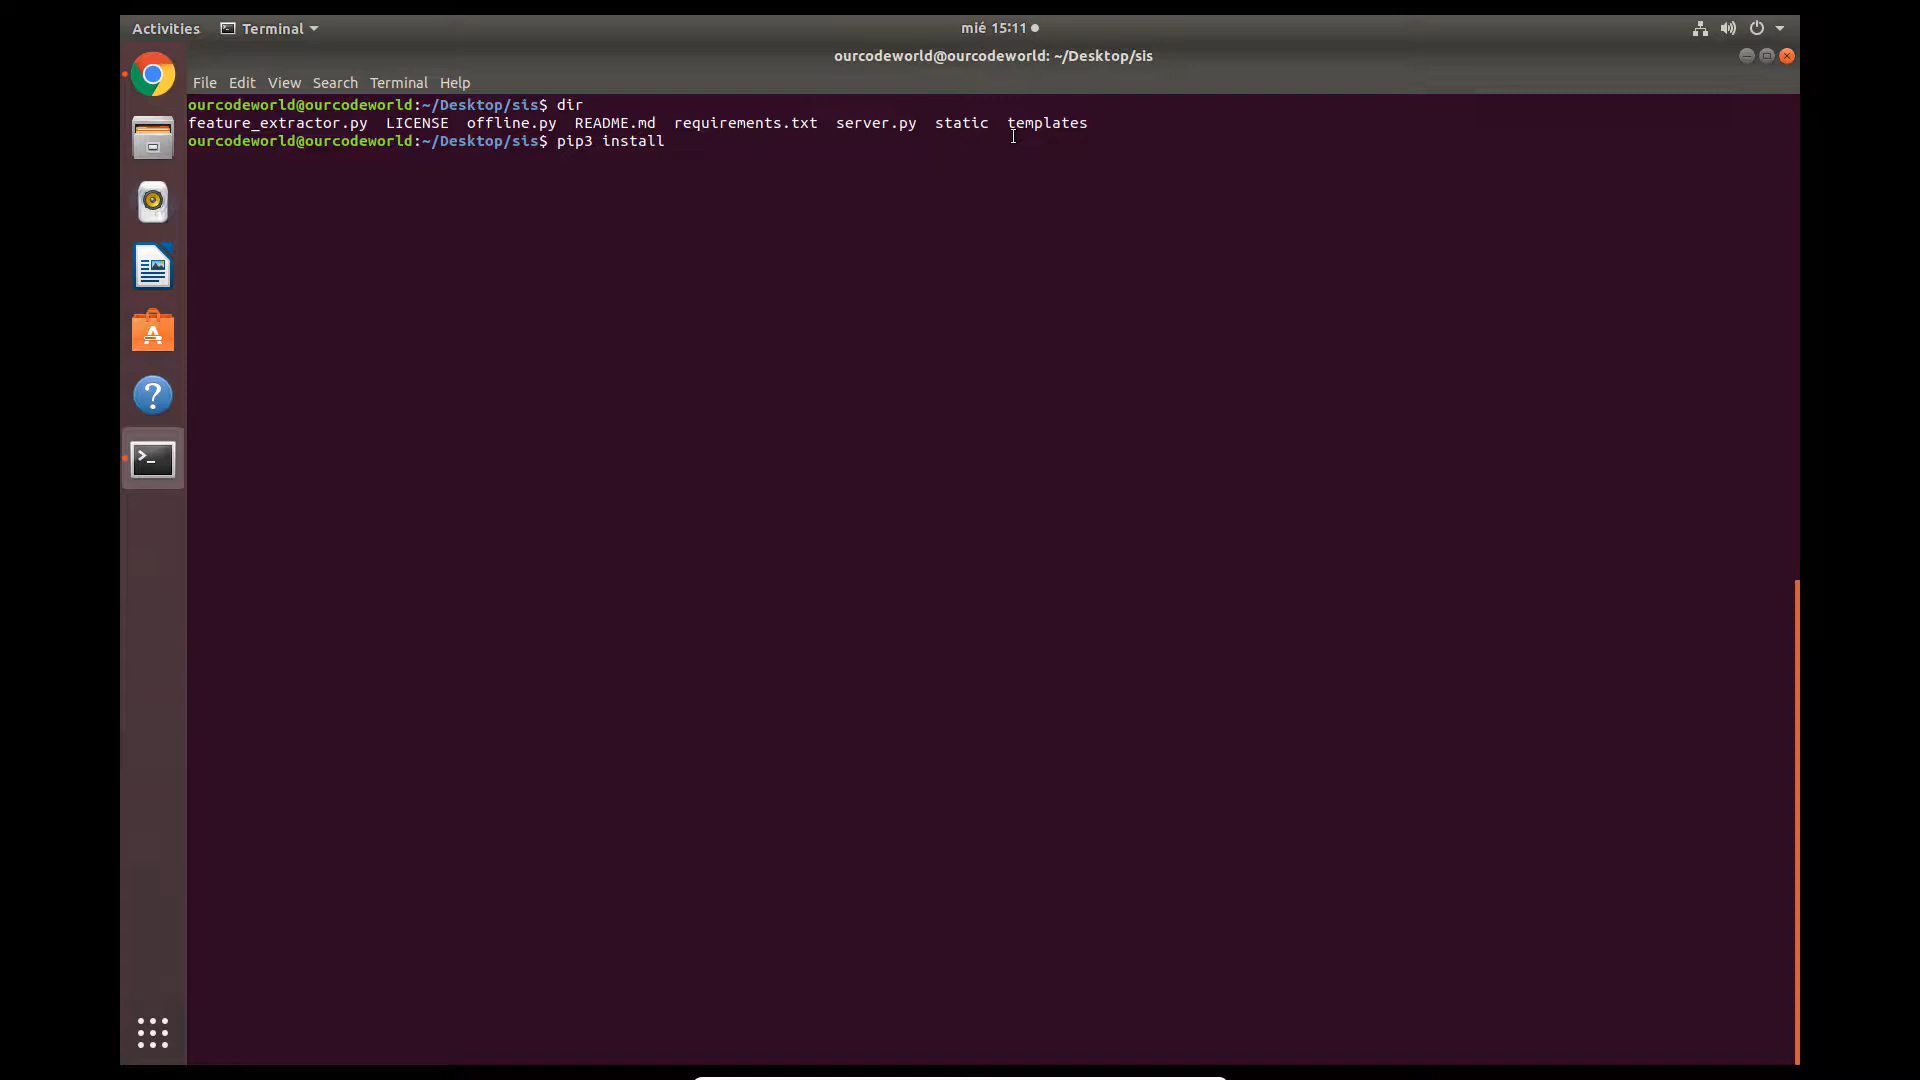 Activities Terminal mié 15:11
ourcodeworld@ourcodeworld: ~/Desktop/sis
File Edit View Search Terminal Help
ourcodeworld@ourcodeworld:~/Desktop/sis$ dir
feature_extractor.py LICENSE offline.py README.md requirements.txt server.py static templates
ourcodeworld@ourcodeworld:~/Desktop/sis$ pip3 install